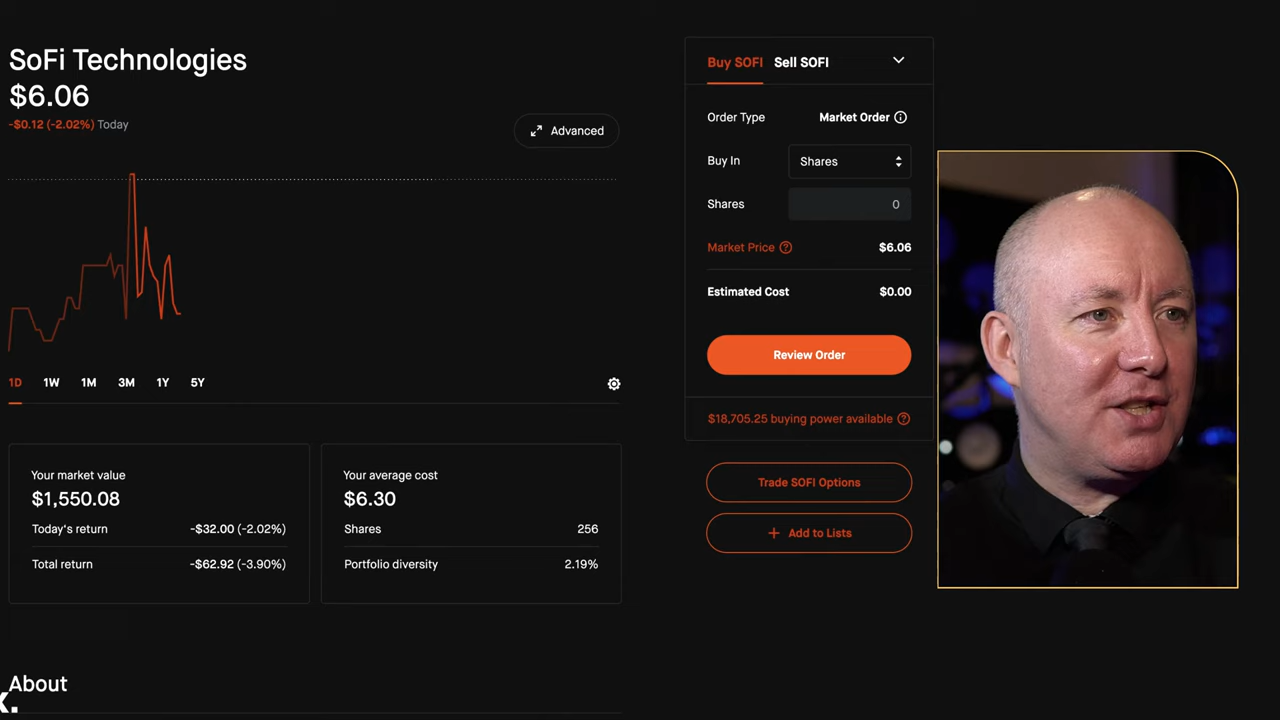 SoFi Technologies
$6.06
-$0.12 (-2.02%) Today
Advanced
1D 1W 1M 3M 1Y 5Y
Your market value
$1,550.08
Today's return -$32.00 (-2.02%)
Total return -$62.92 (-3.90%)
Your average cost
$6.30
Shares 256
Portfolio diversity 2.19%
About
x.
Buy SOFI Sell SOFI
Order Type Market Order
Buy In Shares
Shares 0
Market Price $6.06
Estimated Cost $0.00
Review Order
$18,705.25 buying power available
Trade SOFI Options
+ Add to Lists